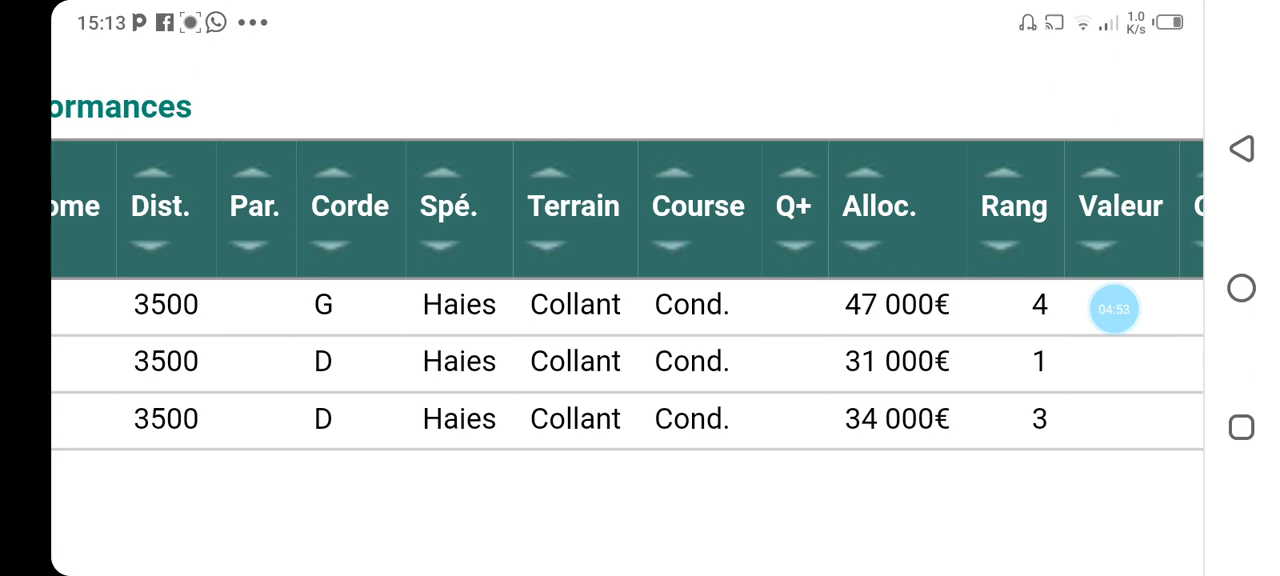 15:13 •••
1.0 K/s
ormances
ome Dist. Par. Corde Spé. Terrain Course Q+ Alloc. Rang Valeur
3500 G Haies Collant Cond. 47 000€ 4 04:53
3500 D Haies Collant Cond. 31 000€ 1
3500 D Haies Collant Cond. 34 000€ 3